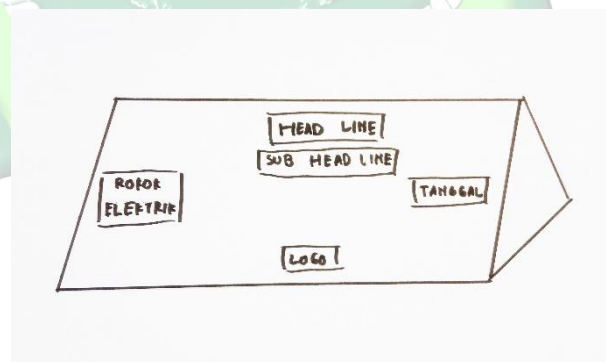 HEAD LINE
SUB HEAD LINE
ROKOK
ELEKTRIK
TANGGAL
LOGO